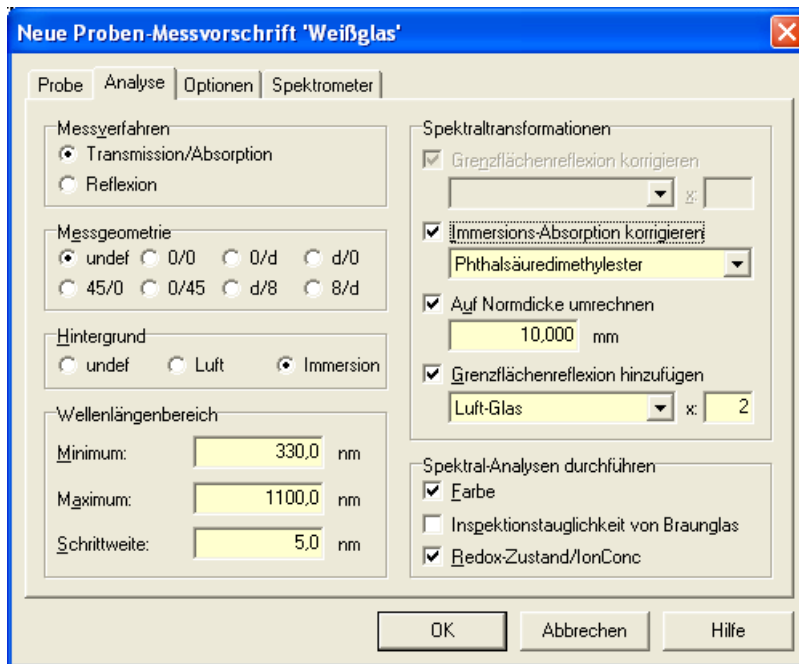 Neue Proben-Messvorschrift 'Weißglas'
Probe
Analyse
Optionen
Spektrometer
Messverfahren
Transmission/Absorption
Reflexion
Messgeometrie
undef 0/0 0/d d/0
45/0 0/45 d/8 8/d
Hintergrund
undef Luft Immersion
Wellenlängenbereich
Minimum: 330,0 nm
Maximum: 1100,0 nm
Schrittweite: 5,0 nm
Spektraltransformationen
Grenzflächenreflexion korrigieren
x:
Immersions-Absorption korrigieren
Phthalsäuredimethylester
Auf Normdicke umrechnen
10,000 mm
Grenzflächenreflexion hinzufügen
Luft-Glas x: 2
Spektral-Analysen durchführen
Farbe
Inspektionstauglichkeit von Braunglas
Redox-Zustand/IonConc
OK Abbrechen Hilfe